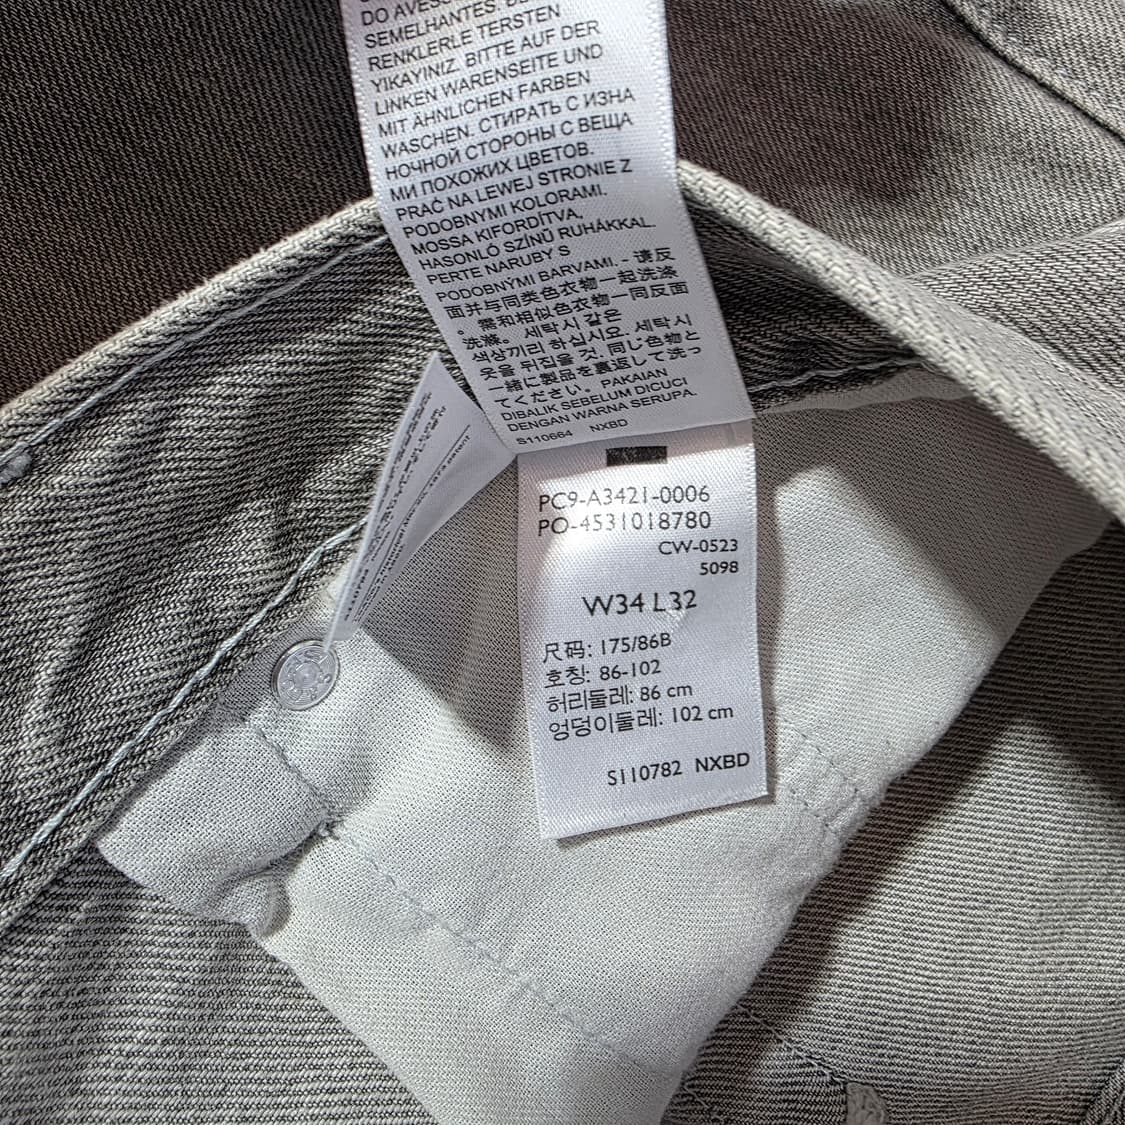 DO AVESS
SEMELHANTES.
RENKLERLE TERSTEN
YIKAYINIZ. BITTE AUF DER
LINKEN WARENSEITE UND
MIT ÄHNLICHEN FARBEN
WASCHEN. СТИРАТЬ С ИЗНА
НОЧНОЙ СТОРОНЫ С ВЕЩА
МИ ПОХОЖИХ ЦВЕТОВ.
PRAĆ NA LEWEJ STRONIE Z
PODOBNYMI KOLORAMI.
MOSSA KIFORDÍTVA,
HASONLÓ SZÍNŰ RUHÁKKAL.
PERTE NARUBY S
PODOBNÝMI BARVAMI. - 请反
面并与同类色衣物一起洗涤
。需和相似色衣物一同反面
洗滌。 세탁시 같은
색상끼리 하십시요. 세탁시
옷을 뒤집을 것. 同じ色物と
一緒に製品を裏返して洗っ
てください。 PAKAIAN
DIBALIK SEBELUM DICUCI
DENGAN WARNA SERUPA.
S110664 NXBD
PC9-A3421-0006
PO-4531018780
CW-0523
5098
W34 L32
尺码: 175/86B
호칭: 86-102
허리둘레: 86 cm
엉덩이둘레: 102 cm
S110782 NXBD